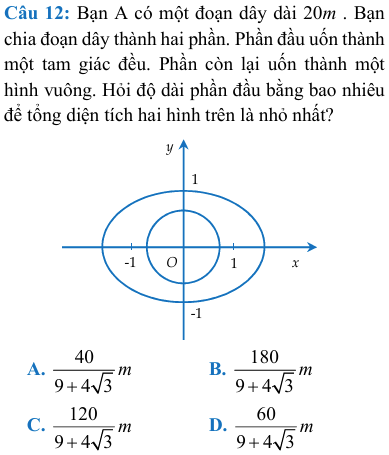 Câu 12: Bạn A có một đoạn dây dài 20m . Bạn
chia đoạn dây thành hai phần. Phần đầu uốn thành
một tam giác đều. Phần còn lại uốn thành một
hình vuông. Hỏi độ dài phần đầu bằng bao nhiêu
để tổng diện tích hai hình trên là nhỏ nhất?
y
1
-1 O 1 x
-1
A. \frac{40}{9+4\sqrt{3}} m B. \frac{180}{9+4\sqrt{3}} m
C. \frac{120}{9+4\sqrt{3}} m D. \frac{60}{9+4\sqrt{3}} m